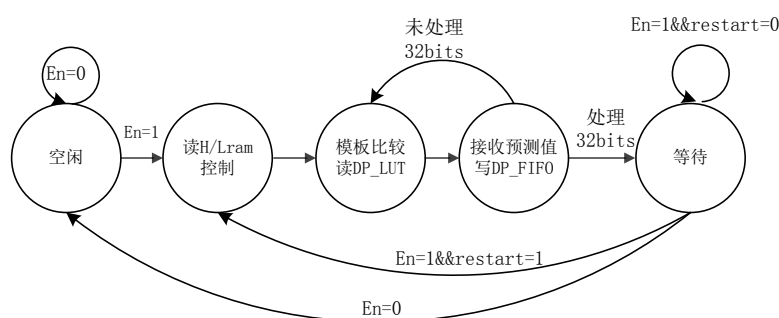 未处理
32bits
En=1&&restart=0
En=0
处理
32bits
En=1
空闲
读H/Lram
控制
模板比较
读DP_LUT
接收预测值
写DP_FIFO
等待
En=1&&restart=1
En=0